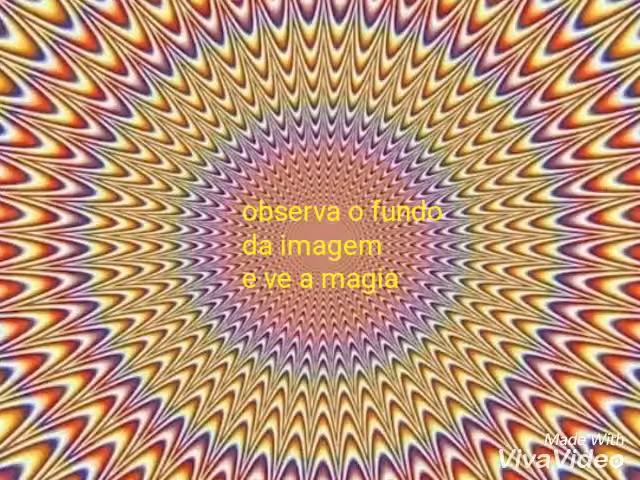 observa o fundo
da imagem
e ve a magia
Made With
VivaVideo